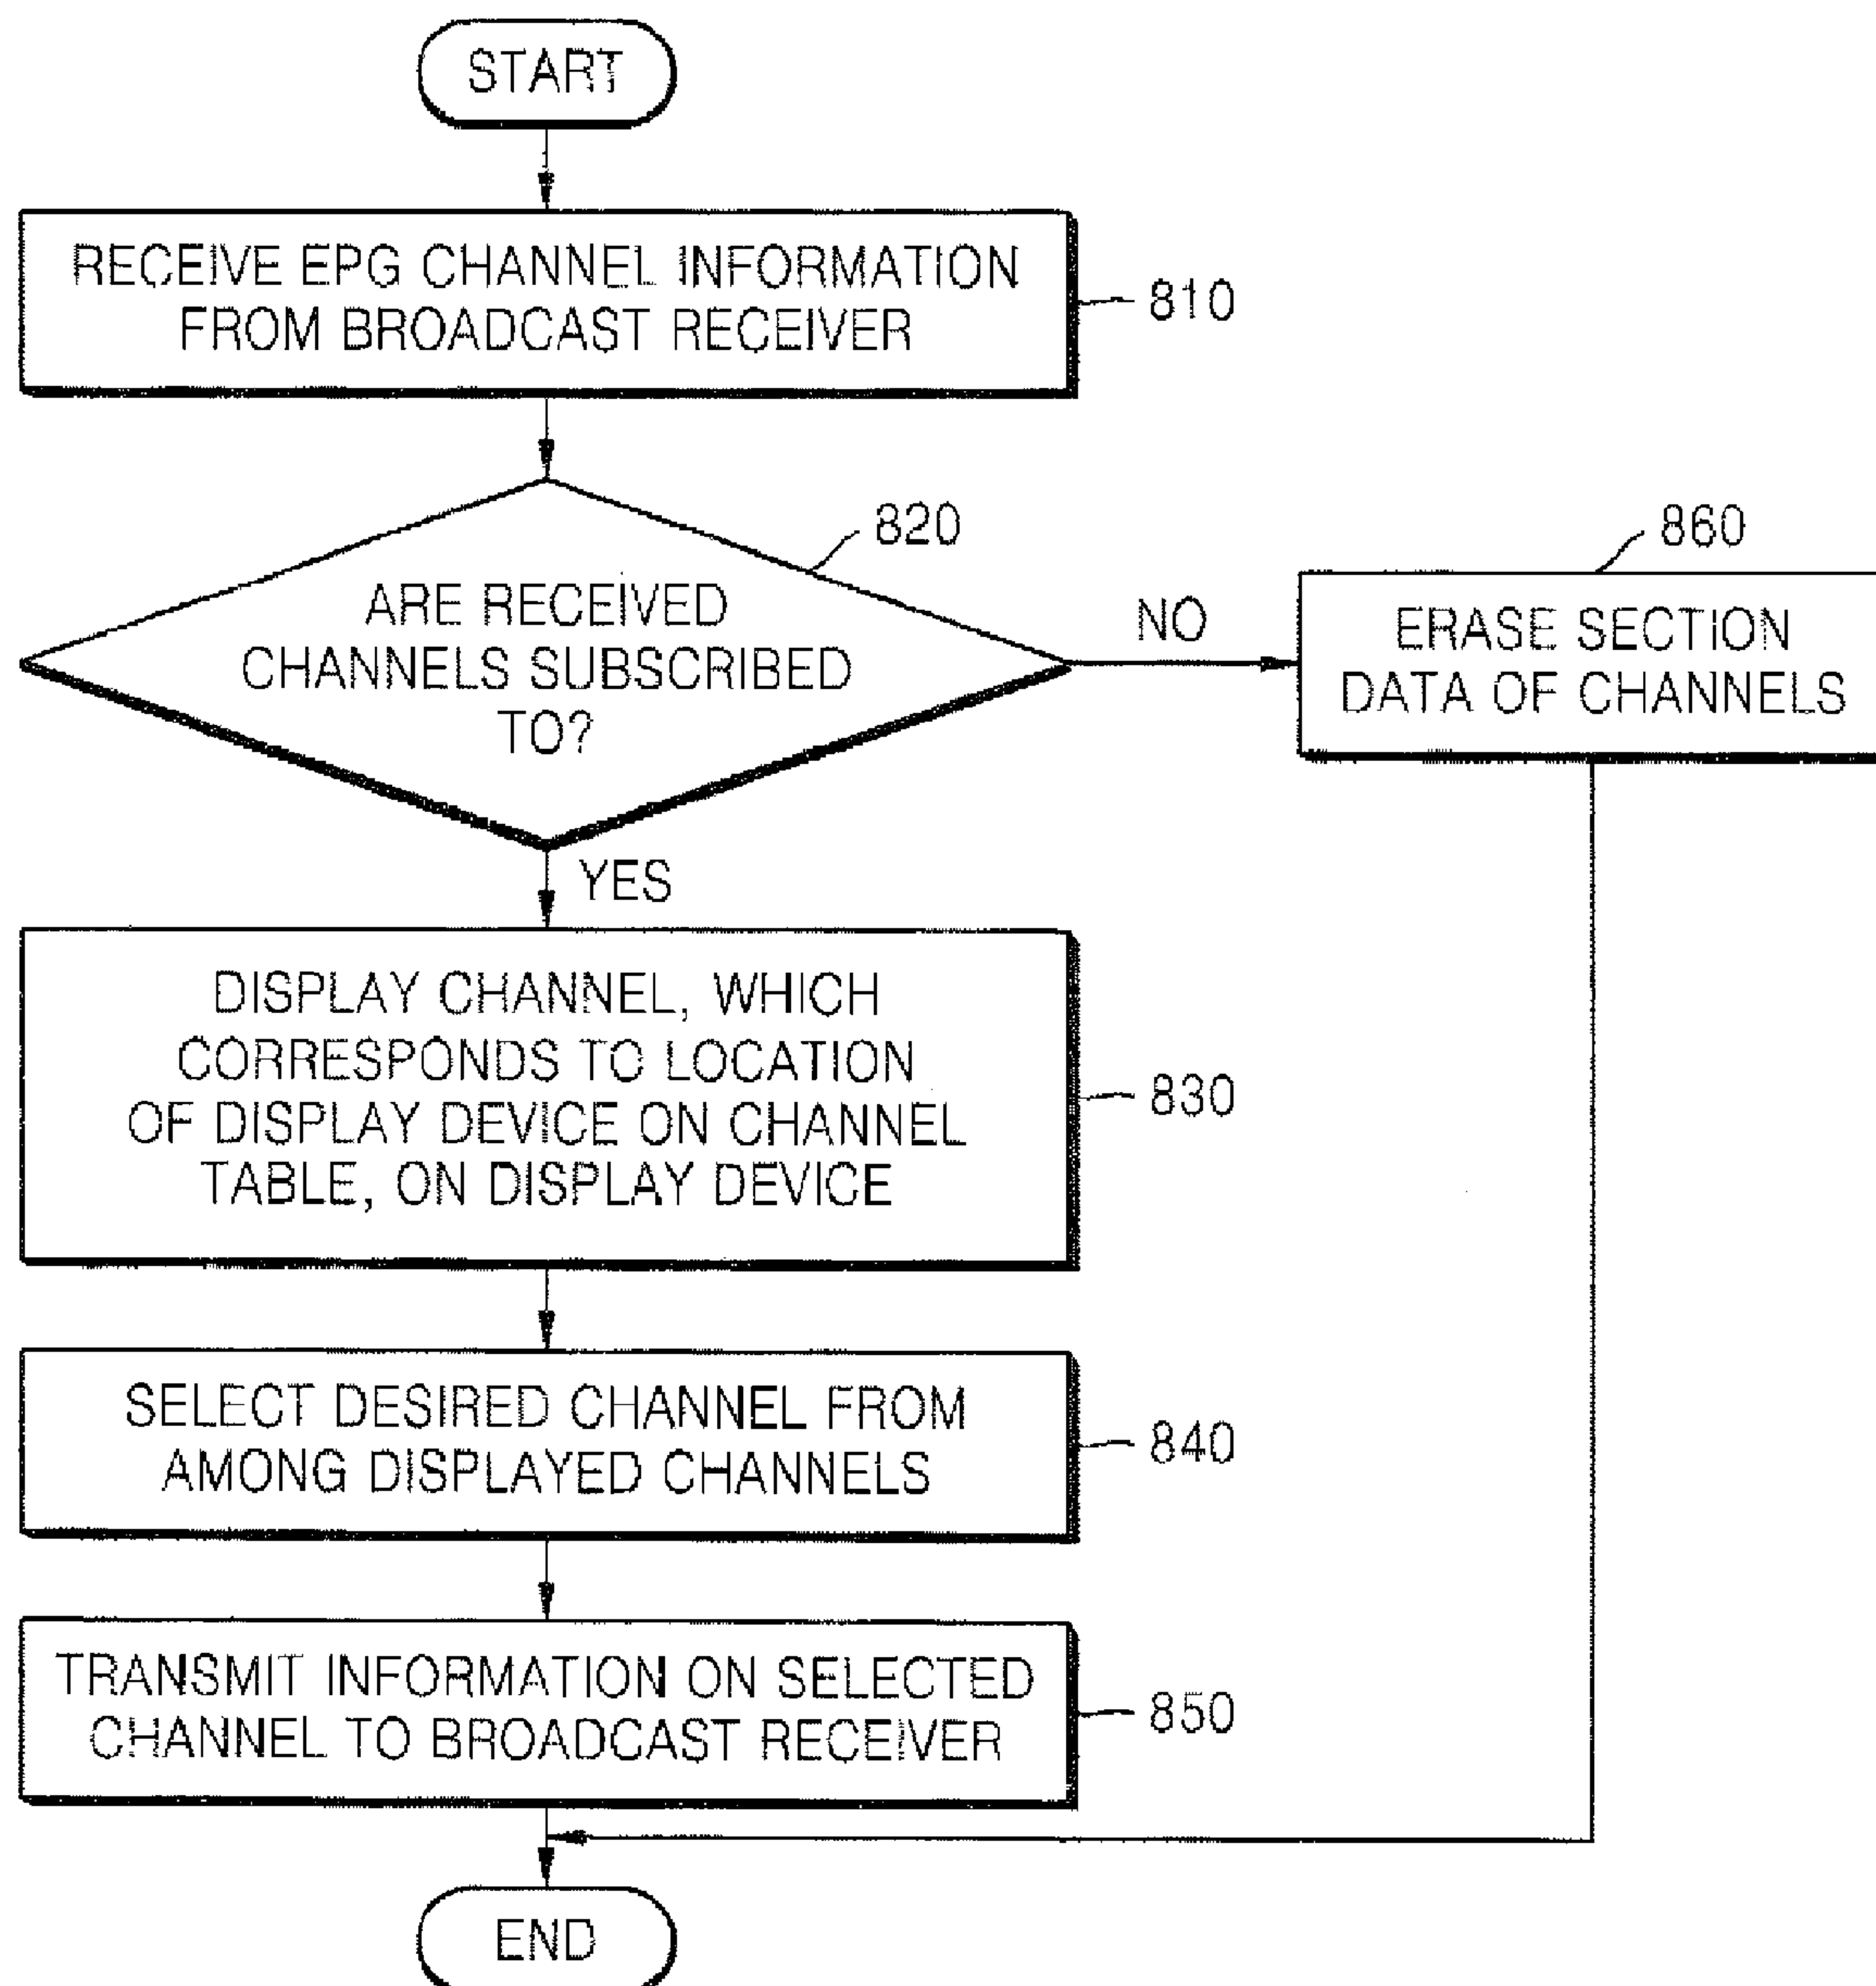 START
RECEIVE EPG CHANNEL INFORMATION
FROM BROADCAST RECEIVER
810
820
ARE RECEIVED
CHANNELS SUBSCRIBED
TO?
NO
860
ERASE SECTION
DATA OF CHANNELS
YES
DISPLAY CHANNEL, WHICH
CORRESPONDS TO LOCATION
OF DISPLAY DEVICE ON CHANNEL
TABLE, ON DISPLAY DEVICE
830
SELECT DESIRED CHANNEL FROM
AMONG DISPLAYED CHANNELS
840
TRANSMIT INFORMATION ON SELECTED
CHANNEL TO BROADCAST RECEIVER
850
END